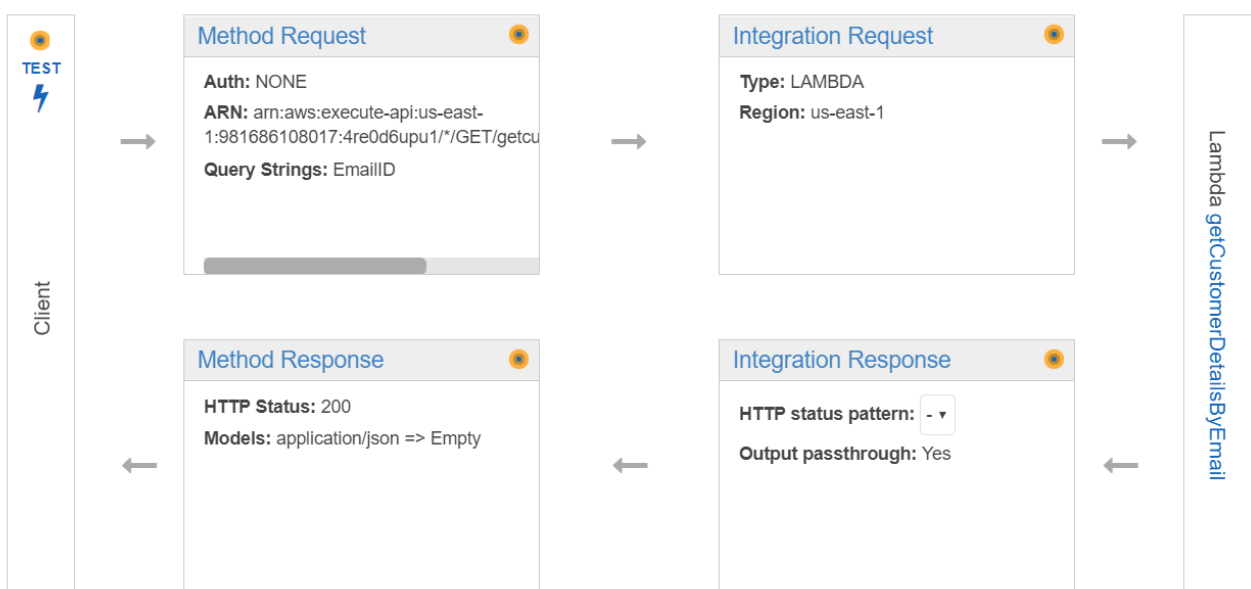 TEST
Client
Method Request
Auth: NONE
ARN: arn:aws:execute-api:us-east-
1:981686108017:4re0d6upu1/*/GET/getcu
Query Strings: EmailID
Integration Request
Type: LAMBDA
Region: us-east-1
Lambda getCustomerDetailsByEmail
Method Response
HTTP Status: 200
Models: application/json => Empty
Integration Response
HTTP status pattern: - ▾
Output passthrough: Yes